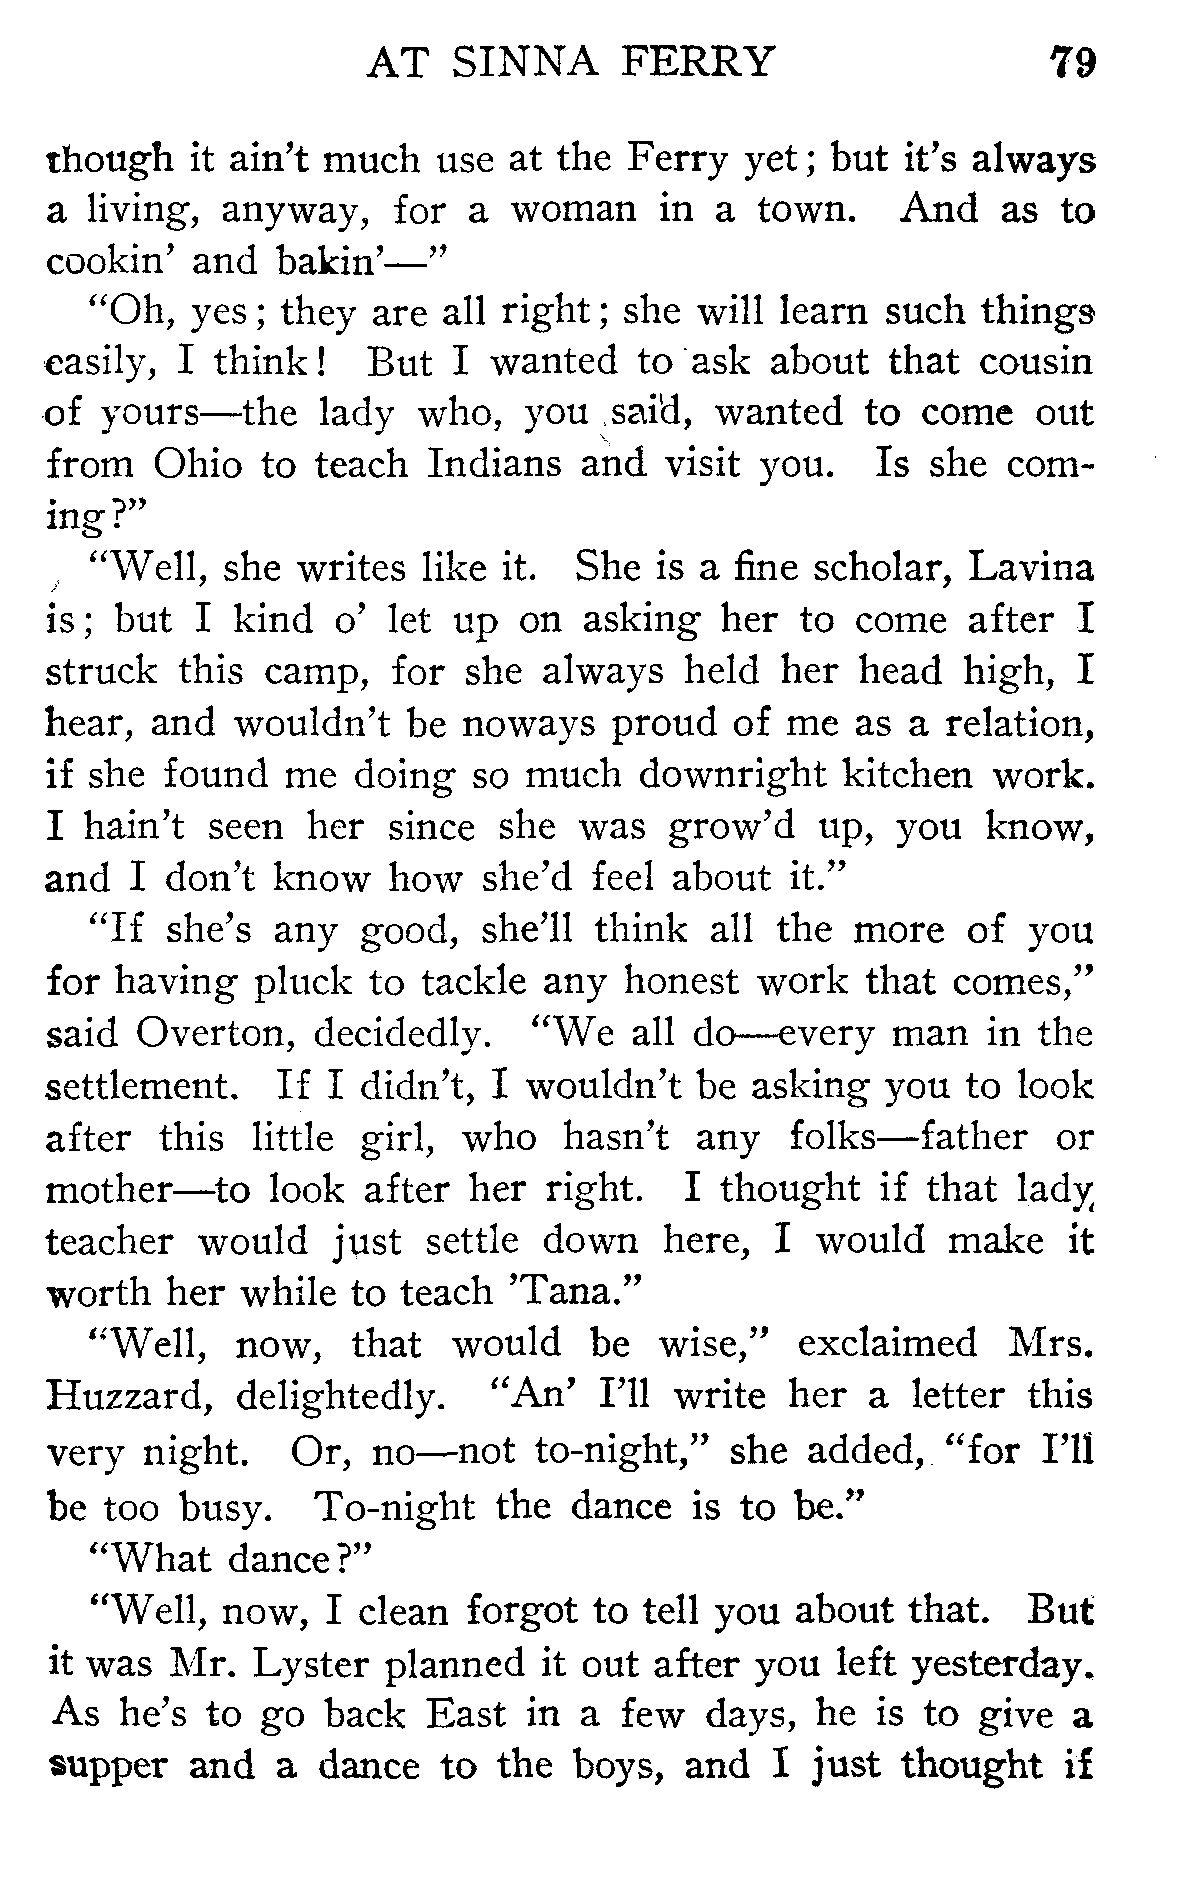 AT SINNA FERRY 79
though it ain't much use at the Ferry yet; but it's always
a living, anyway, for a woman in a town. And as to
cookin' and bakin'—"
"Oh, yes; they are all right; she will learn such things
easily, I think! But I wanted to ask about that cousin
of yours—the lady who, you said, wanted to come out
from Ohio to teach Indians and visit you. Is she com-
ing?"
"Well, she writes like it. She is a fine scholar, Lavina
is; but I kind o' let up on asking her to come after I
struck this camp, for she always held her head high, I
hear, and wouldn't be noways proud of me as a relation,
if she found me doing so much downright kitchen work.
I hain't seen her since she was grow'd up, you know,
and I don't know how she'd feel about it."
"If she's any good, she'll think all the more of you
for having pluck to tackle any honest work that comes,"
said Overton, decidedly. "We all do—every man in the
settlement. If I didn't, I wouldn't be asking you to look
after this little girl, who hasn't any folks—father or
mother—to look after her right. I thought if that lady
teacher would just settle down here, I would make it
worth her while to teach 'Tana."
"Well, now, that would be wise," exclaimed Mrs.
Huzzard, delightedly. "An' I'll write her a letter this
very night. Or, no—not to-night," she added, "for I'll
be too busy. To-night the dance is to be."
"What dance?"
"Well, now, I clean forgot to tell you about that. But
it was Mr. Lyster planned it out after you left yesterday.
As he's to go back East in a few days, he is to give a
supper and a dance to the boys, and I just thought if